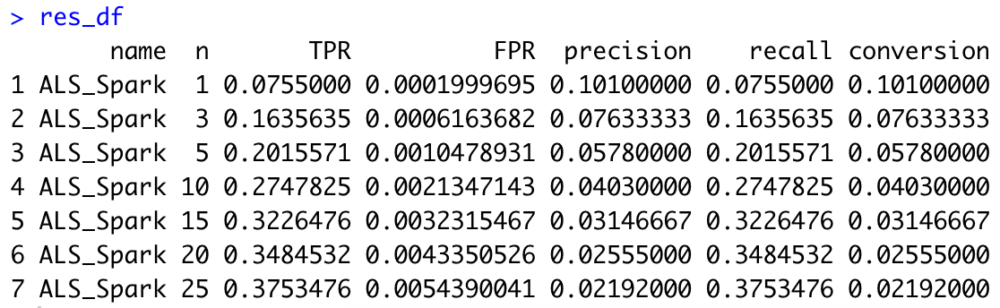 > res_df
name n TPR FPR precision recall conversion
1 ALS_Spark 1 0.0755000 0.0001999695 0.10100000 0.0755000 0.10100000
2 ALS_Spark 3 0.1635635 0.0006163682 0.07633333 0.1635635 0.07633333
3 ALS_Spark 5 0.2015571 0.0010478931 0.05780000 0.2015571 0.05780000
4 ALS_Spark 10 0.2747825 0.0021347143 0.04030000 0.2747825 0.04030000
5 ALS_Spark 15 0.3226476 0.0032315467 0.03146667 0.3226476 0.03146667
6 ALS_Spark 20 0.3484532 0.0043350526 0.02555000 0.3484532 0.02555000
7 ALS_Spark 25 0.3753476 0.0054390041 0.02192000 0.3753476 0.02192000